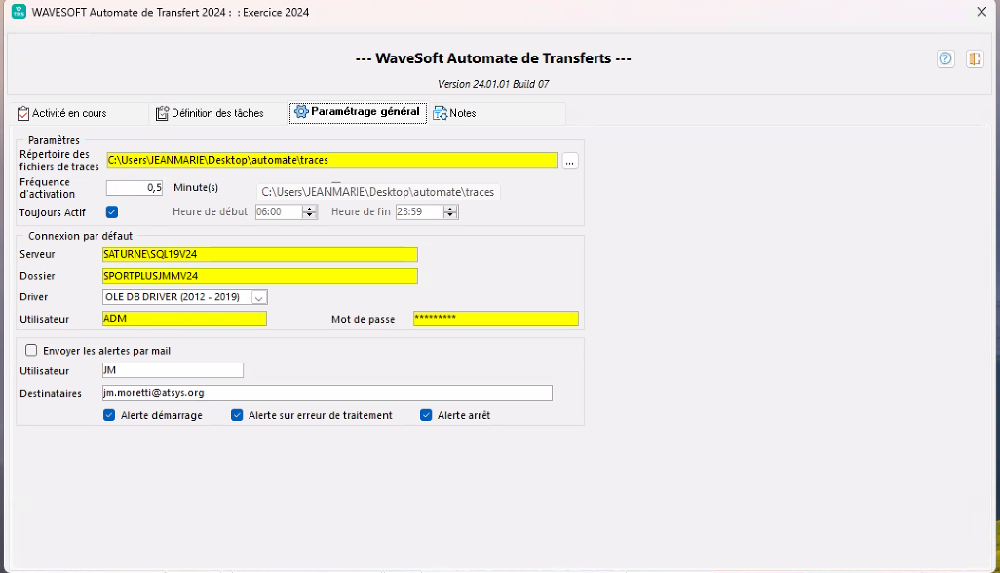 WAVESOFT Automate de Transfert 2024 : : Exercice 2024
--- WaveSoft Automate de Transferts ---
Version 24.01.01 Build 07
Activité en cours
Définition des tâches
Paramétrage général
Notes
Paramètres
Répertoire des
fichiers de traces
C:\Users\JEANMARIE\Desktop\automate\traces
...
Fréquence
d'activation
0,5
Minute(s)
C:\Users\JEANMARIE\Desktop\automate\traces
Toujours Actif
Heure de début
06:00
Heure de fin
23:59
Connexion par défaut
Serveur
SATURNE\SQL19V24
Dossier
SPORTPLUSJMMV24
Driver
OLE DB DRIVER (2012 - 2019)
Utilisateur
ADM
Mot de passe
*********
Envoyer les alertes par mail
Utilisateur
JM
Destinataires
jm.moretti@atsys.org
Alerte démarrage
Alerte sur erreur de traitement
Alerte arrêt